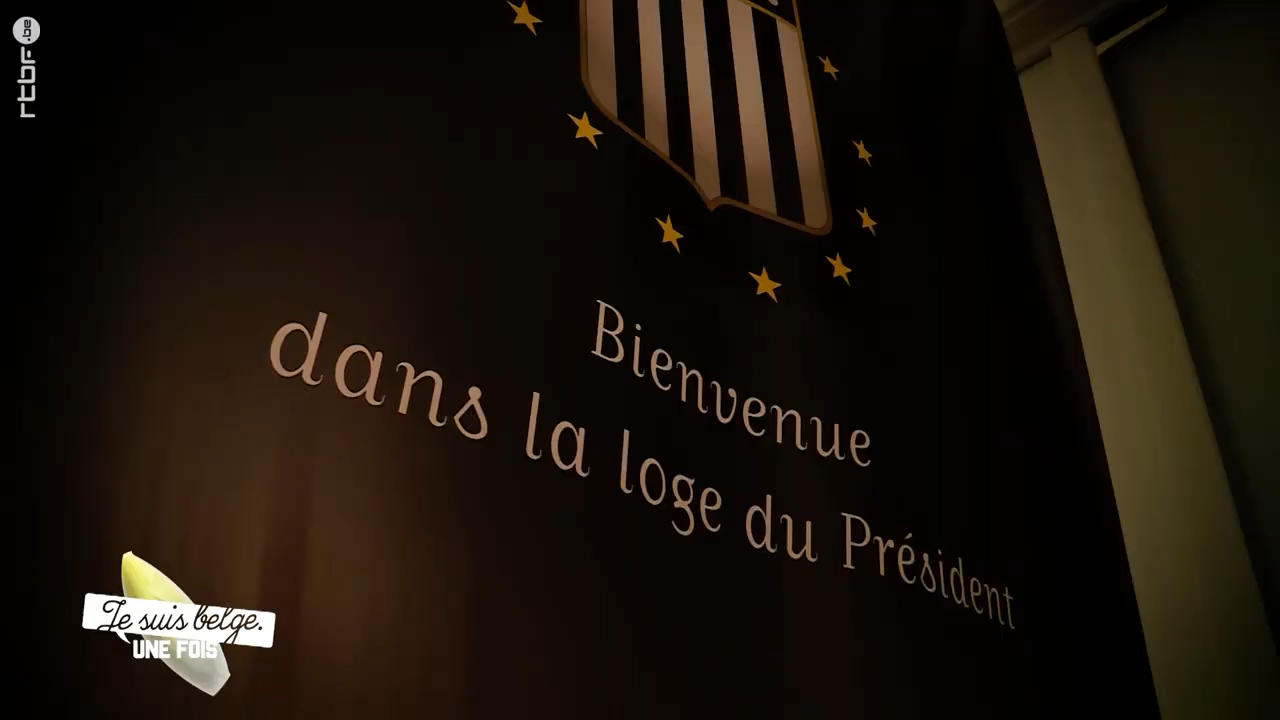 rtbf.be
Bienvenue
dans la loge du Président
Je suis belge.
UNE FOIS